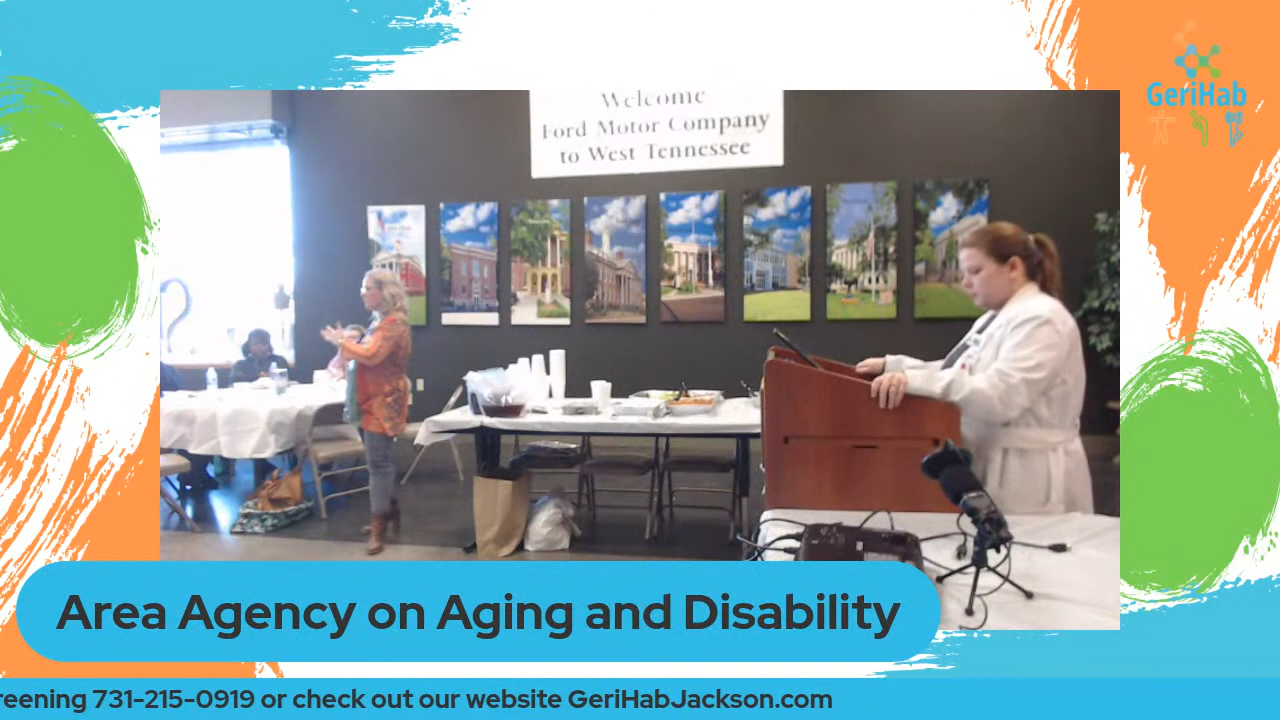 GeriHab
Welcome
Ford Motor Company
to West Tennessee
Area Agency on Aging and Disability
reening 731-215-0919 or check out our website GeriHabJackson.com